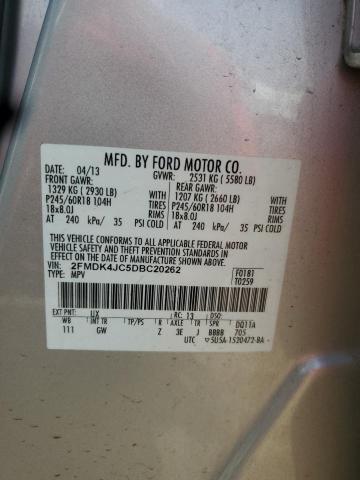 MFD. BY FORD MOTOR CO.
DATE: 04/13 GVWR: 2531 KG ( 5580 LB)
FRONT GAWR: REAR GAWR:
1329 KG ( 2930 LB) WITH 1207 KG ( 2660 LB) WITH
P245/60R18 104H TIRES P245/60R18 104H TIRES
18x8.0J RIMS 18x8.0J RIMS
AT 240 kPa/ 35 PSI COLD AT 240 kPa/ 35 PSI COLD
THIS VEHICLE CONFORMS TO ALL APPLICABLE FEDERAL MOTOR
VEHICLE SAFETY AND THEFT PREVENTION STANDARDS IN EFFECT
ON THE DATE OF MANUFACTURE SHOWN ABOVE.
VIN: 2FMDK4JC5DBC20262 F0181
TYPE: MPV T0259
EXT PNT: UX RC: 13 DSO:
WB INT TR TP/PS R AXLE TR SPR DD11A
111 GW Z 3E J BBBB 705
UTC ▽5U5A-1520472-BA